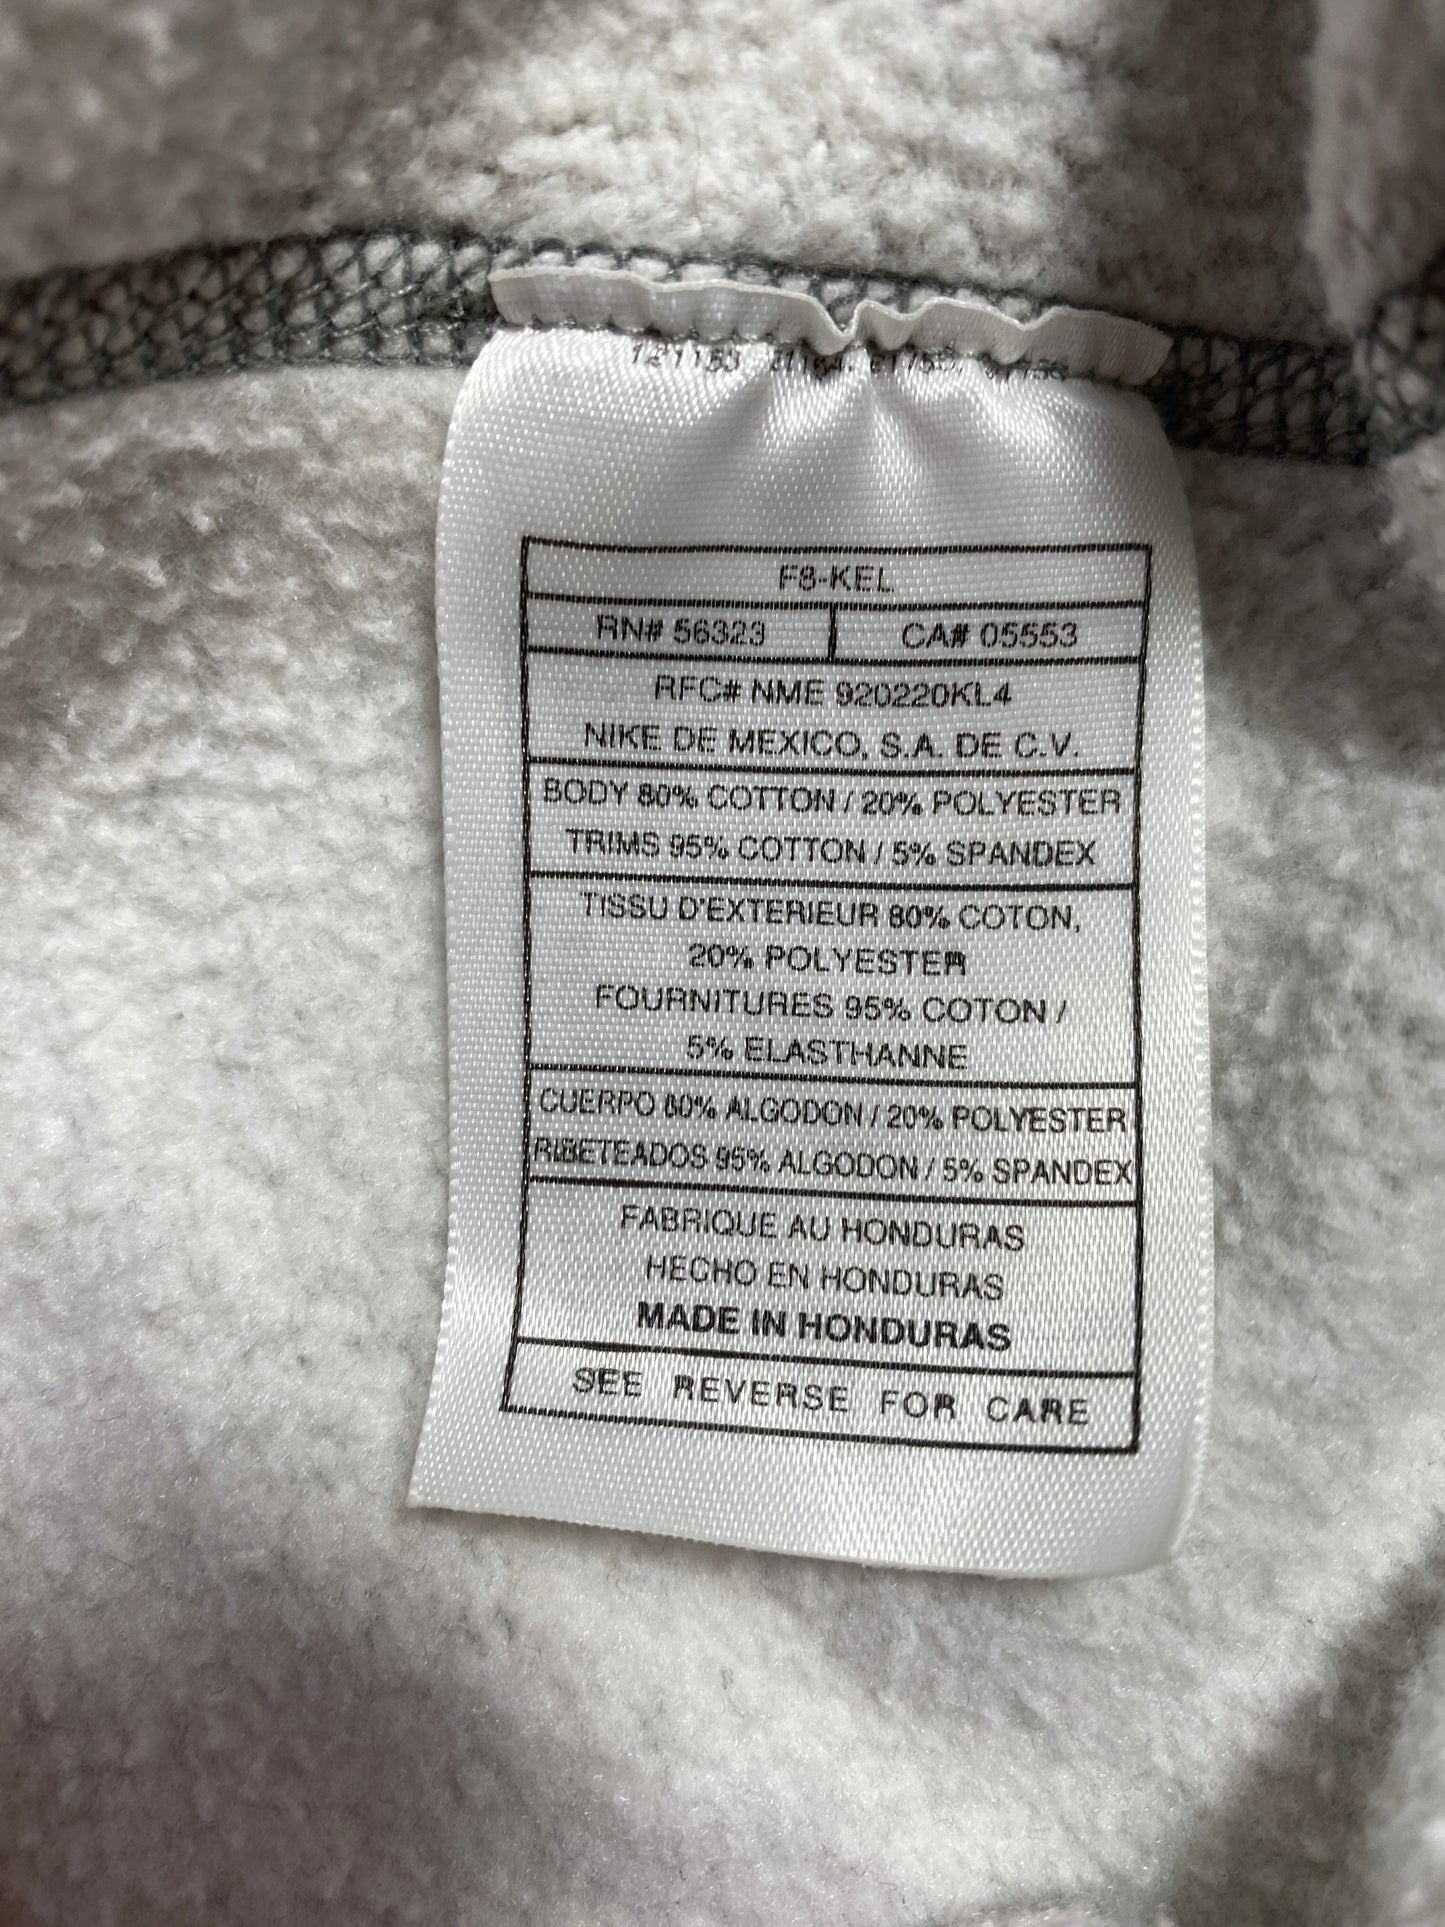 F8-KEL
RN# 56323 CA# 05553
RFC# NME 920220KL4
NIKE DE MEXICO, S.A. DE C.V.
BODY 80% COTTON / 20% POLYESTER
TRIMS 95% COTTON / 5% SPANDEX
TISSU D'EXTERIEUR 80% COTON,
20% POLYESTER
FOURNITURES 95% COTON /
5% ELASTHANNE
CUERPO 80% ALGODON / 20% POLYESTER
RIBETEADOS 95% ALGODON / 5% SPANDEX
FABRIQUE AU HONDURAS
HECHO EN HONDURAS
MADE IN HONDURAS
SEE REVERSE FOR CARE